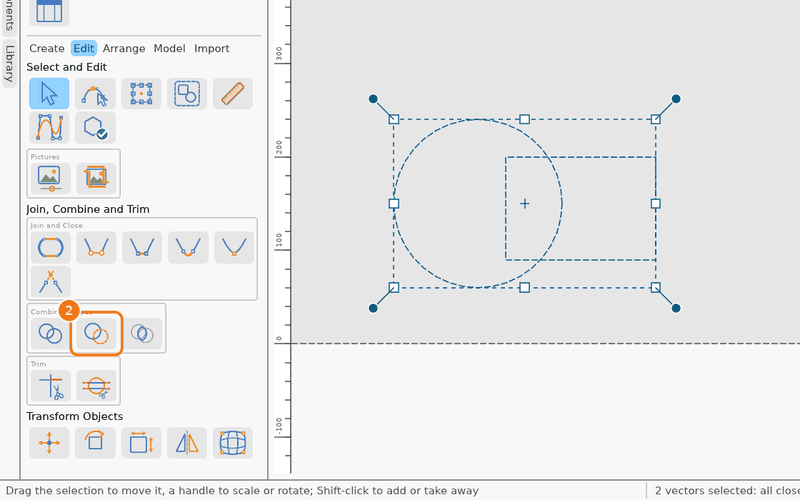 Library
Create Edit Arrange Model Import
Select and Edit
Pictures
Join, Combine and Trim
Join and Close
2
Trim
Transform Objects
300
200
100
0
-100
Drag the selection to move it, a handle to scale or rotate; Shift-click to add or take away
2 vectors selected: all